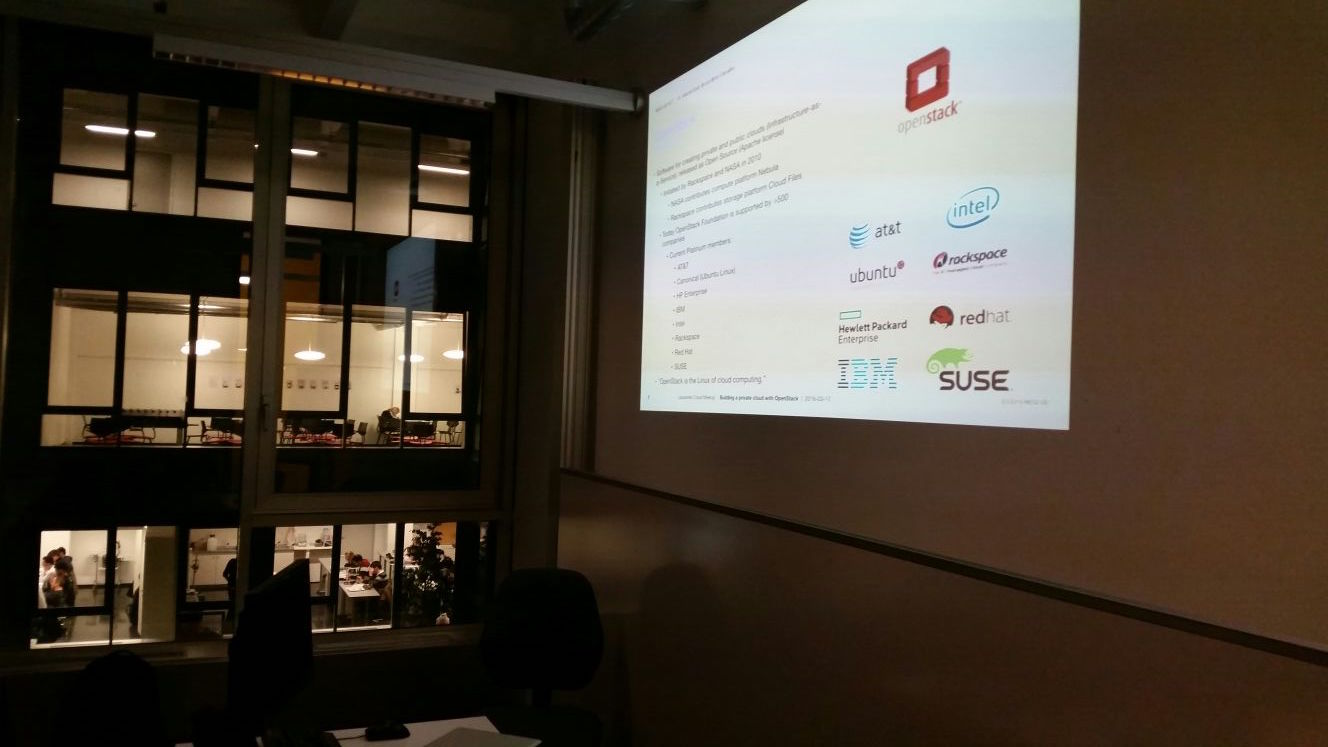 • Software for creating private and public clouds (Infrastructure-as-
a-Service), released as Open Source (Apache license)
• Initiated by Rackspace and NASA in 2010
• NASA contributes compute platform Nebula
• Rackspace contributes storage platform Cloud Files
• Today OpenStack Foundation is supported by >500
companies
• Current Platinum members:
• AT&T
• Canonical (Ubuntu Linux)
• HP Enterprise
• IBM
• Intel
• Rackspace
• Red Hat
• SUSE
• "OpenStack is the Linux of cloud computing."
Cloud Meetup Building a private cloud with OpenStack
openstack
intel
at&t
rackspace
ubuntu
Hewlett Packard
Enterprise
redhat
IBM
SUSE